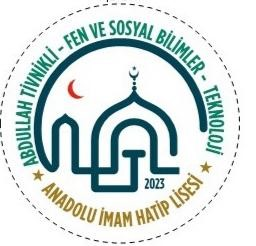 ABDULLAH TİVNİKLİ - FEN VE SOSYAL BİLİMLER - TEKNOLOJİ
2023
ANADOLU İMAM HATİP LİSESİ